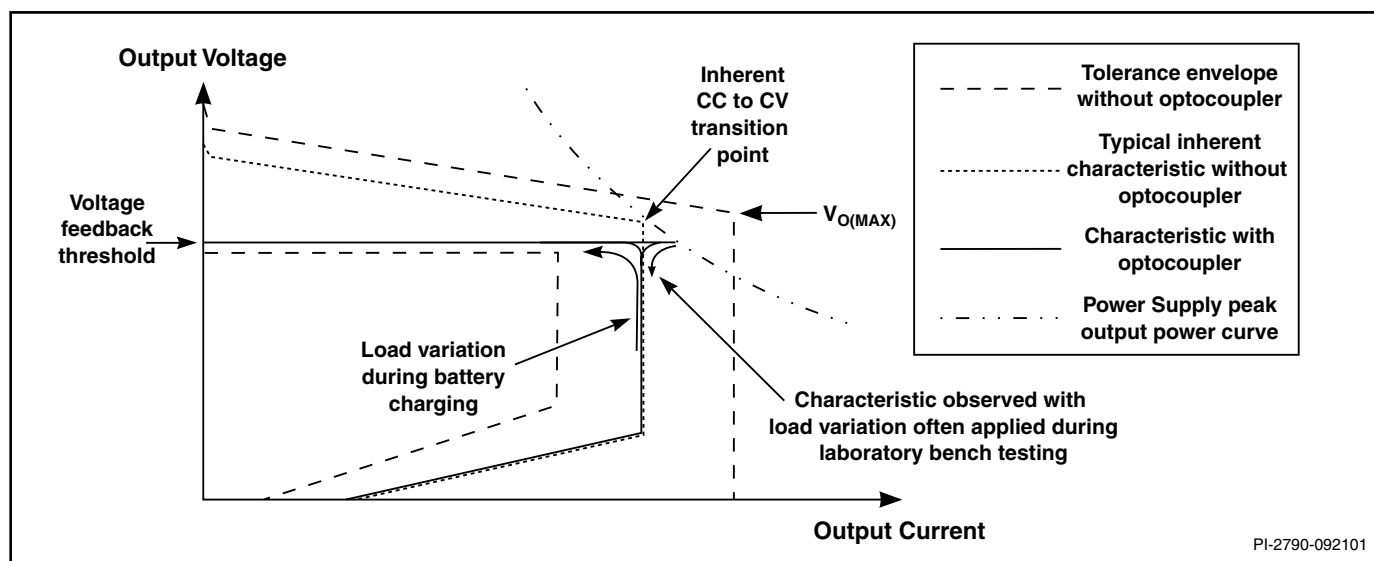 Output Voltage
Inherent
CC to CV
transition
point
Tolerance envelope
without optocoupler
Typical inherent
characteristic without
optocoupler
Characteristic with
optocoupler
Power Supply peak
output power curve
Voltage
feedback
threshold
VO(MAX)
Load variation
during battery
charging
Characteristic observed with
load variation often applied during
laboratory bench testing
Output Current
PI-2790-092101